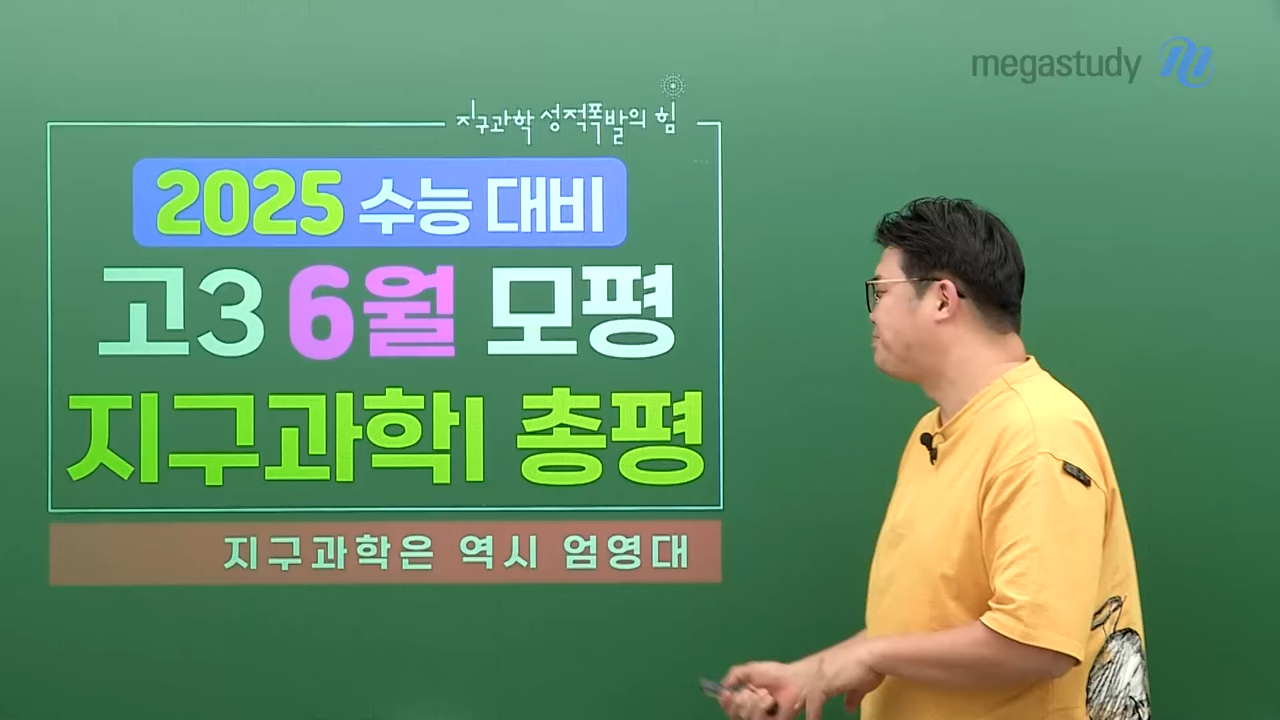 megastudy
지구과학 성적폭발의 힘
2025 수능 대비
고3 6월 모평
지구과학I 총평
지구과학은 역시 엄영대